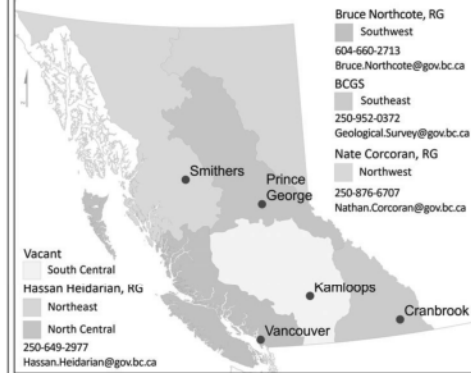 Bruce Northcote, RG
Southwest
604-660-2713
Bruce.Northcote@gov.bc.ca
BCGS
Southeast
250-952-0372
Geological.Survey@gov.bc.ca
Nate Corcoran, RG
Northwest
250-876-6707
Nathan.Corcoran@gov.bc.ca
Smithers
Prince
George
Kamloops
Cranbrook
Vancouver
Vacant
South Central
Hassan Heidarian, RG
Northeast
North Central
250-649-2977
Hassan.Heidarian@gov.bc.ca